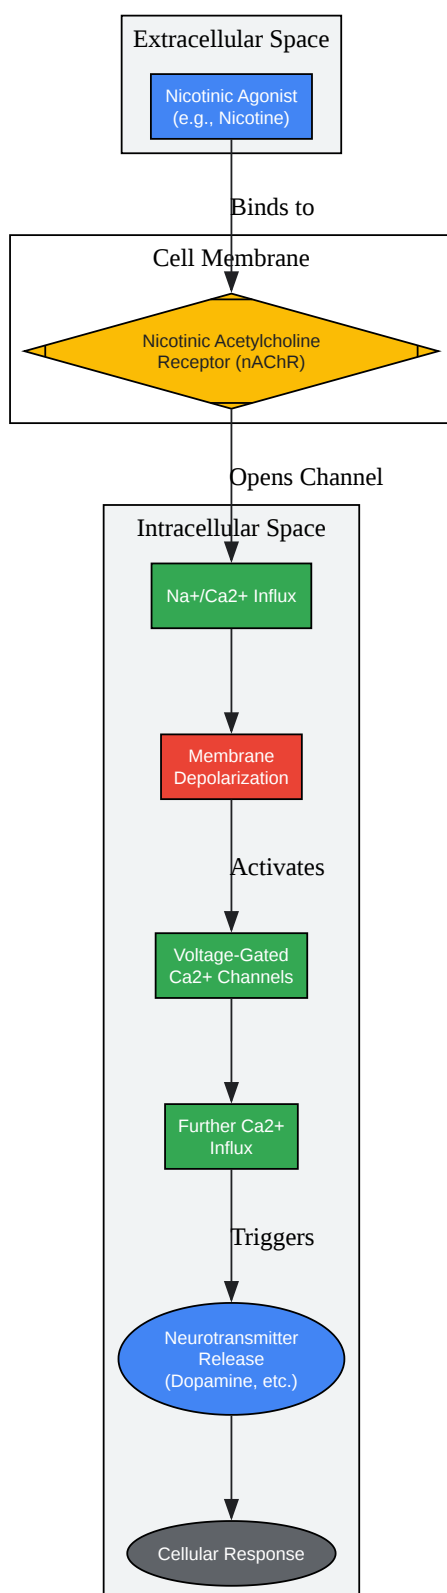 Extracellular Space
Nicotinic Agonist
(e.g., Nicotine)
Binds to
Cell Membrane
Nicotinic Acetylcholine
Receptor (nAChR)
Opens Channel
Intracellular Space
Na+/Ca2+ Influx
Membrane
Depolarization
Activates
Voltage-Gated
Ca2+ Channels
Further Ca2+
Influx
Triggers
Neurotransmitter
Release
(Dopamine, etc.)
Cellular Response